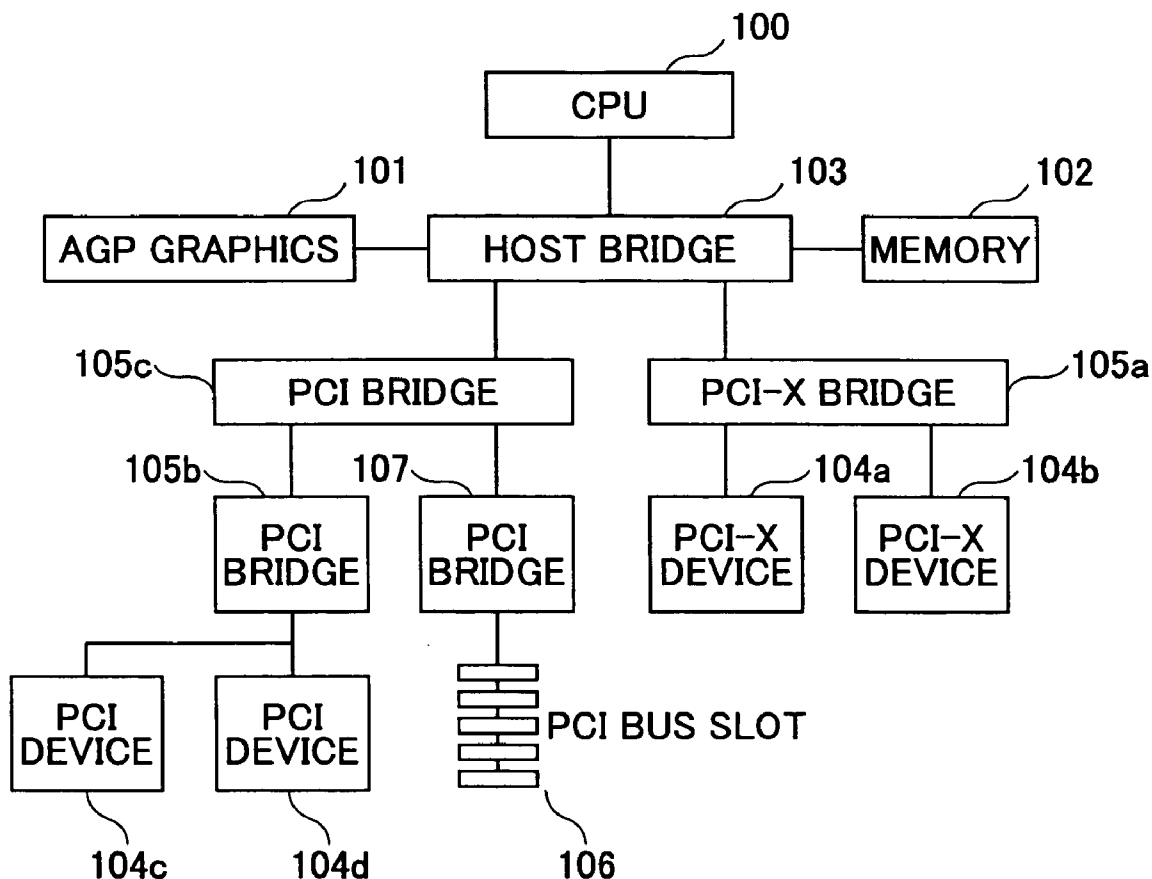 100
CPU
101
103
102
AGP GRAPHICS
HOST BRIDGE
MEMORY
105c
PCI BRIDGE
PCI-X BRIDGE
105a
105b
107
104a
104b
PCI
BRIDGE
PCI
BRIDGE
PCI-X
DEVICE
PCI-X
DEVICE
PCI
DEVICE
PCI
DEVICE
PCI BUS SLOT
104c
104d
106